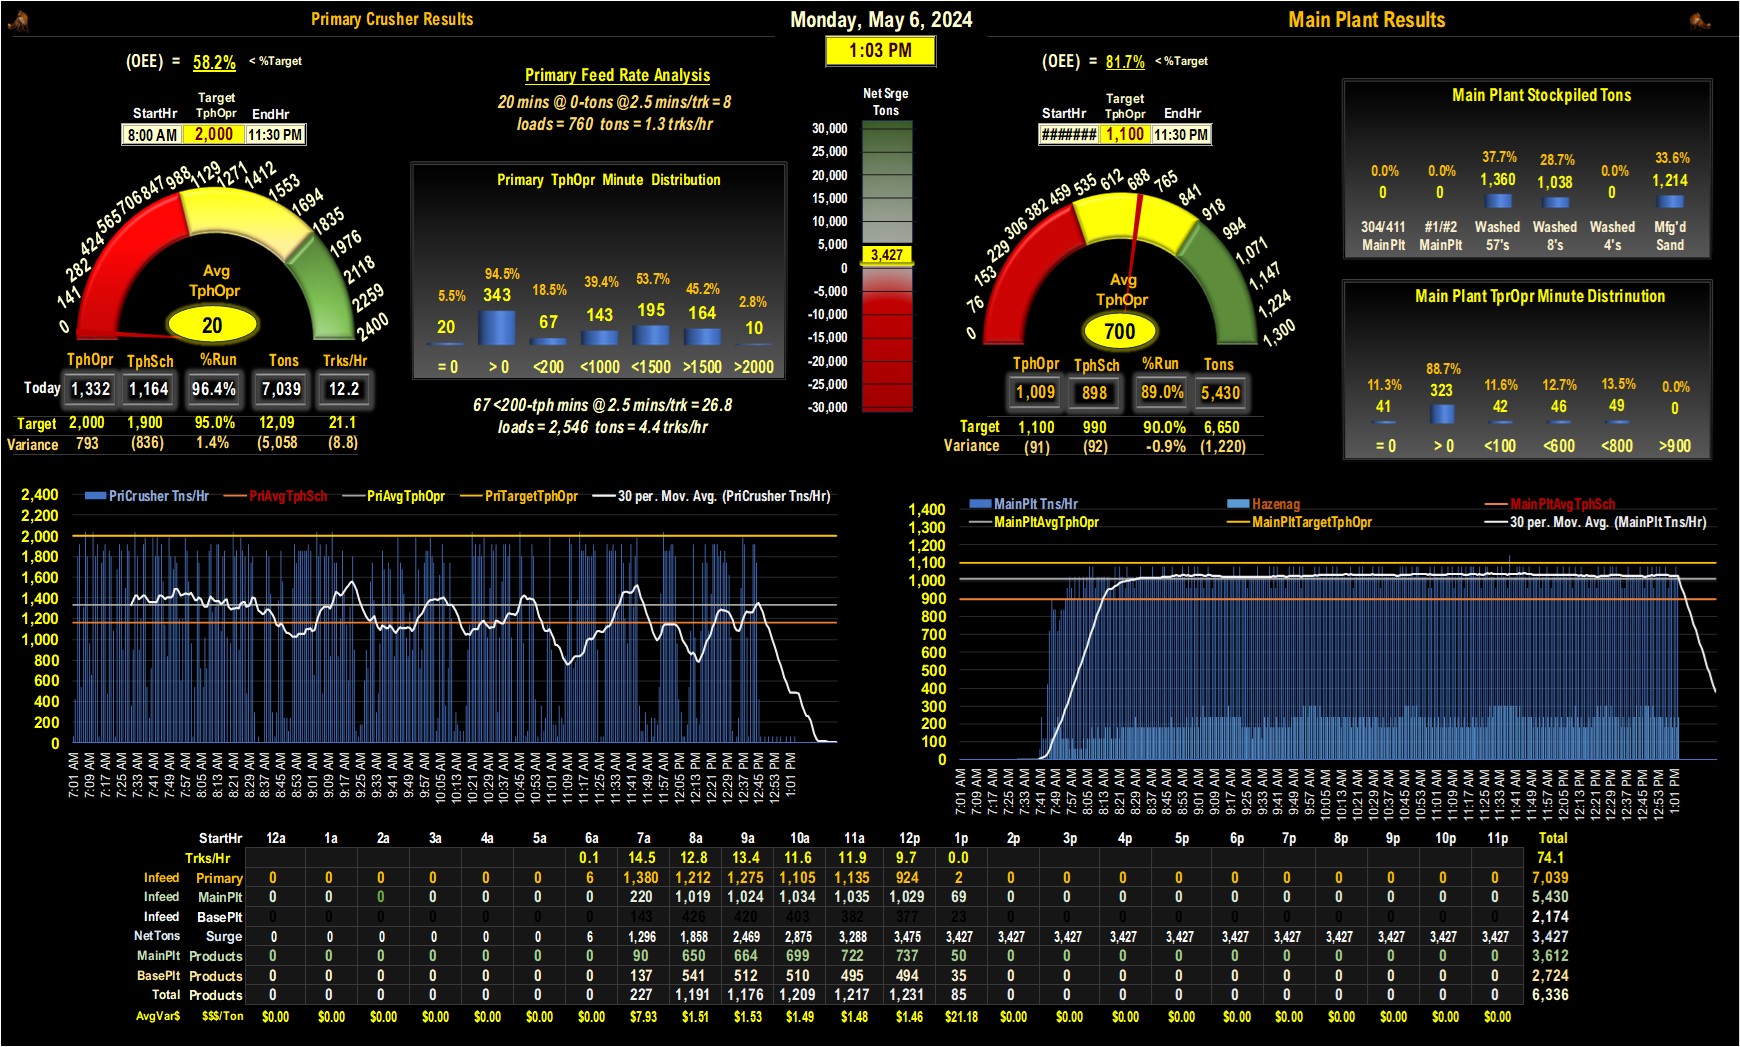 Primary Crusher Results
Monday, May 6, 2024
Main Plant Results
1:03 PM
(OEE) = 58.2% < %Target
StartHr Target TphOpr EndHr
8:00 AM 2,000 11:30 PM
0 141 282 424 565 706 847 988 1129 1271 1412 1553 1694 1835 1976 2118 2259 2400
Avg
TphOpr
20
TphOpr TphSch %Run Tons Trks/Hr
Today 1,332 1,164 96.4% 7,039 12.2
Target 2,000 1,900 95.0% 12,09 21.1
Variance 793 (836) 1.4% (5,058 (8.8)
Primary Feed Rate Analysis
20 mins @ 0-tons @2.5 mins/trk = 8
loads = 760 tons = 1.3 trks/hr
Primary TphOpr Minute Distribution
5.5% 94.5% 18.5% 39.4% 53.7% 45.2% 2.8%
20 343 67 143 195 164 10
= 0 > 0 <200 <1000 <1500 >1500 >2000
67 <200-tph mins @ 2.5 mins/trk = 26.8
loads = 2,546 tons = 4.4 trks/hr
Net Srge
Tons
30,000
25,000
20,000
15,000
10,000
5,000
3,427
0
-5,000
-10,000
-15,000
-20,000
-25,000
-30,000
(OEE) = 81.7% < %Target
StartHr Target TphOpr EndHr
####### 1,100 11:30 PM
0 76 153 229 306 382 459 535 612 688 765 841 918 994 1,071 1,147 1,224 1,300
Avg
TphOpr
700
TphOpr TphSch %Run Tons
1,009 898 89.0% 5,430
Target 1,100 990 90.0% 6,650
Variance (91) (92) -0.9% (1,220)
Main Plant Stockpiled Tons
0.0% 0.0% 37.7% 28.7% 0.0% 33.6%
0 0 1,360 1,038 0 1,214
304/411 #1/#2 Washed Washed Washed Mfg'd
MainPlt MainPlt 57's 8's 4's Sand
Main Plant TprOpr Minute Distrinution
11.3% 88.7% 11.6% 12.7% 13.5% 0.0%
41 323 42 46 49 0
= 0 > 0 <100 <600 <800 >900
PriCrusher Tns/Hr PriAvgTphSch PriAvgTphOpr PriTargetTphOpr 30 per. Mov. Avg. (PriCrusher Tns/Hr)
2,400
2,200
2,000
1,800
1,600
1,400
1,200
1,000
800
600
400
200
0
7:01 AM 7:09 AM 7:17 AM 7:25 AM 7:33 AM 7:41 AM 7:49 AM 7:57 AM 8:05 AM 8:13 AM 8:21 AM 8:29 AM 8:37 AM 8:45 AM 8:53 AM 9:01 AM 9:09 AM 9:17 AM 9:25 AM 9:33 AM 9:41 AM 9:49 AM 9:57 AM 10:05 AM 10:13 AM 10:21 AM 10:29 AM 10:37 AM 10:45 AM 10:53 AM 11:01 AM 11:09 AM 11:17 AM 11:25 AM 11:33 AM 11:41 AM 11:49 AM 11:57 AM 12:05 PM 12:13 PM 12:21 PM 12:29 PM 12:37 PM 12:45 PM 12:53 PM 1:01 PM
MainPlt Tns/Hr Hazenag MainPltAvgTphSch
MainPltAvgTphOpr MainPltTargetTphOpr 30 per. Mov. Avg. (MainPlt Tns/Hr)
1,400
1,300
1,200
1,100
1,000
900
800
700
600
500
400
300
200
100
0
7:01 AM 7:09 AM 7:17 AM 7:25 AM 7:33 AM 7:41 AM 7:49 AM 7:57 AM 8:05 AM 8:13 AM 8:21 AM 8:29 AM 8:37 AM 8:45 AM 8:53 AM 9:01 AM 9:09 AM 9:17 AM 9:25 AM 9:33 AM 9:41 AM 9:49 AM 9:57 AM 10:05 AM 10:13 AM 10:21 AM 10:29 AM 10:37 AM 10:45 AM 10:53 AM 11:01 AM 11:09 AM 11:17 AM 11:25 AM 11:33 AM 11:41 AM 11:49 AM 11:57 AM 12:05 PM 12:13 PM 12:21 PM 12:29 PM 12:37 PM 12:45 PM 12:53 PM 1:01 PM
StartHr 12a 1a 2a 3a 4a 5a 6a 7a 8a 9a 10a 11a 12p 1p 2p 3p 4p 5p 6p 7p 8p 9p 10p 11p Total
Trks/Hr 0.1 14.5 12.8 13.4 11.6 11.9 9.7 0.0 74.1
Infeed Primary 0 0 0 0 0 0 6 1,380 1,212 1,275 1,105 1,135 924 2 0 0 0 0 0 0 0 0 0 0 7,039
Infeed MainPlt 0 0 0 0 0 0 0 220 1,019 1,024 1,034 1,035 1,029 69 0 0 0 0 0 0 0 0 0 0 5,430
Infeed BasePlt 0 0 0 0 0 0 0 143 426 420 403 382 377 23 0 0 0 0 0 0 0 0 0 0 2,174
NetTons Surge 0 0 0 0 0 0 6 1,296 1,858 2,469 2,875 3,288 3,475 3,427 3,427 3,427 3,427 3,427 3,427 3,427 3,427 3,427 3,427 3,427 3,427
MainPlt Products 0 0 0 0 0 0 0 90 650 664 699 722 737 50 0 0 0 0 0 0 0 0 0 0 3,612
BasePlt Products 0 0 0 0 0 0 0 137 541 512 510 495 494 35 0 0 0 0 0 0 0 0 0 0 2,724
Total Products 0 0 0 0 0 0 0 227 1,191 1,176 1,209 1,217 1,231 85 0 0 0 0 0 0 0 0 0 0 6,336
AvgVar$ $$$/Ton $0.00 $0.00 $0.00 $0.00 $0.00 $0.00 $0.00 $7.93 $1.51 $1.53 $1.49 $1.48 $1.46 $21.18 $0.00 $0.00 $0.00 $0.00 $0.00 $0.00 $0.00 $0.00 $0.00 $0.00